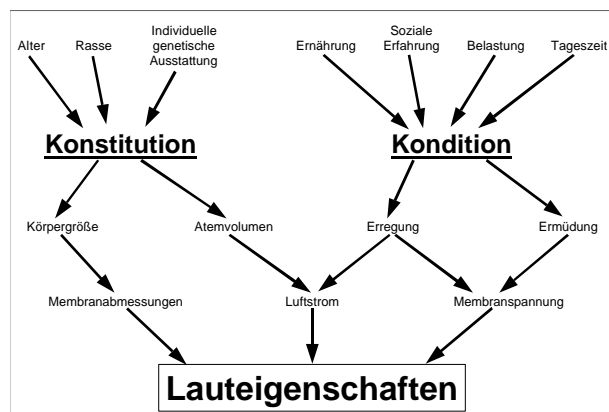 Alter
Rasse
Individuelle
genetische
Ausstattung
Ernährung
Soziale
Erfahrung
Belastung
Tageszeit
Konstitution
Kondition
Körpergröße
Atemvolumen
Erregung
Ermüdung
Membranabmessungen
Luftstrom
Membranspannung
Lauteigenschaften